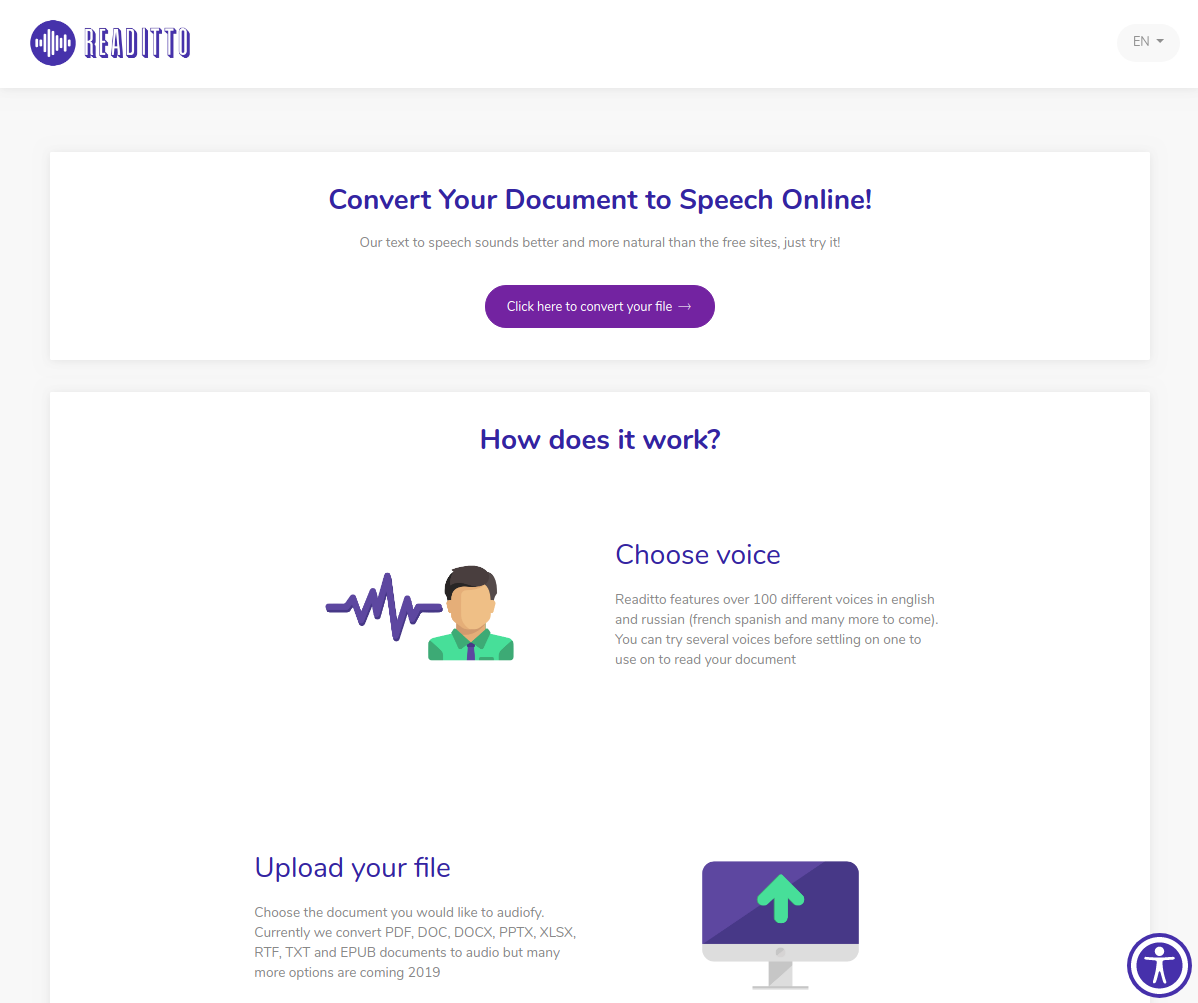 READITTO
EN
Convert Your Document to Speech Online!
Our text to speech sounds better and more natural than the free sites, just try it!
Click here to convert your file →
How does it work?
Choose voice
Readitto features over 100 different voices in english
and russian (french spanish and many more to come).
You can try several voices before settling on one to
use on to read your document
Upload your file
Choose the document you would like to audiofy.
Currently we convert PDF, DOC, DOCX, PPTX, XLSX,
RTF, TXT and EPUB documents to audio but many
more options are coming 2019